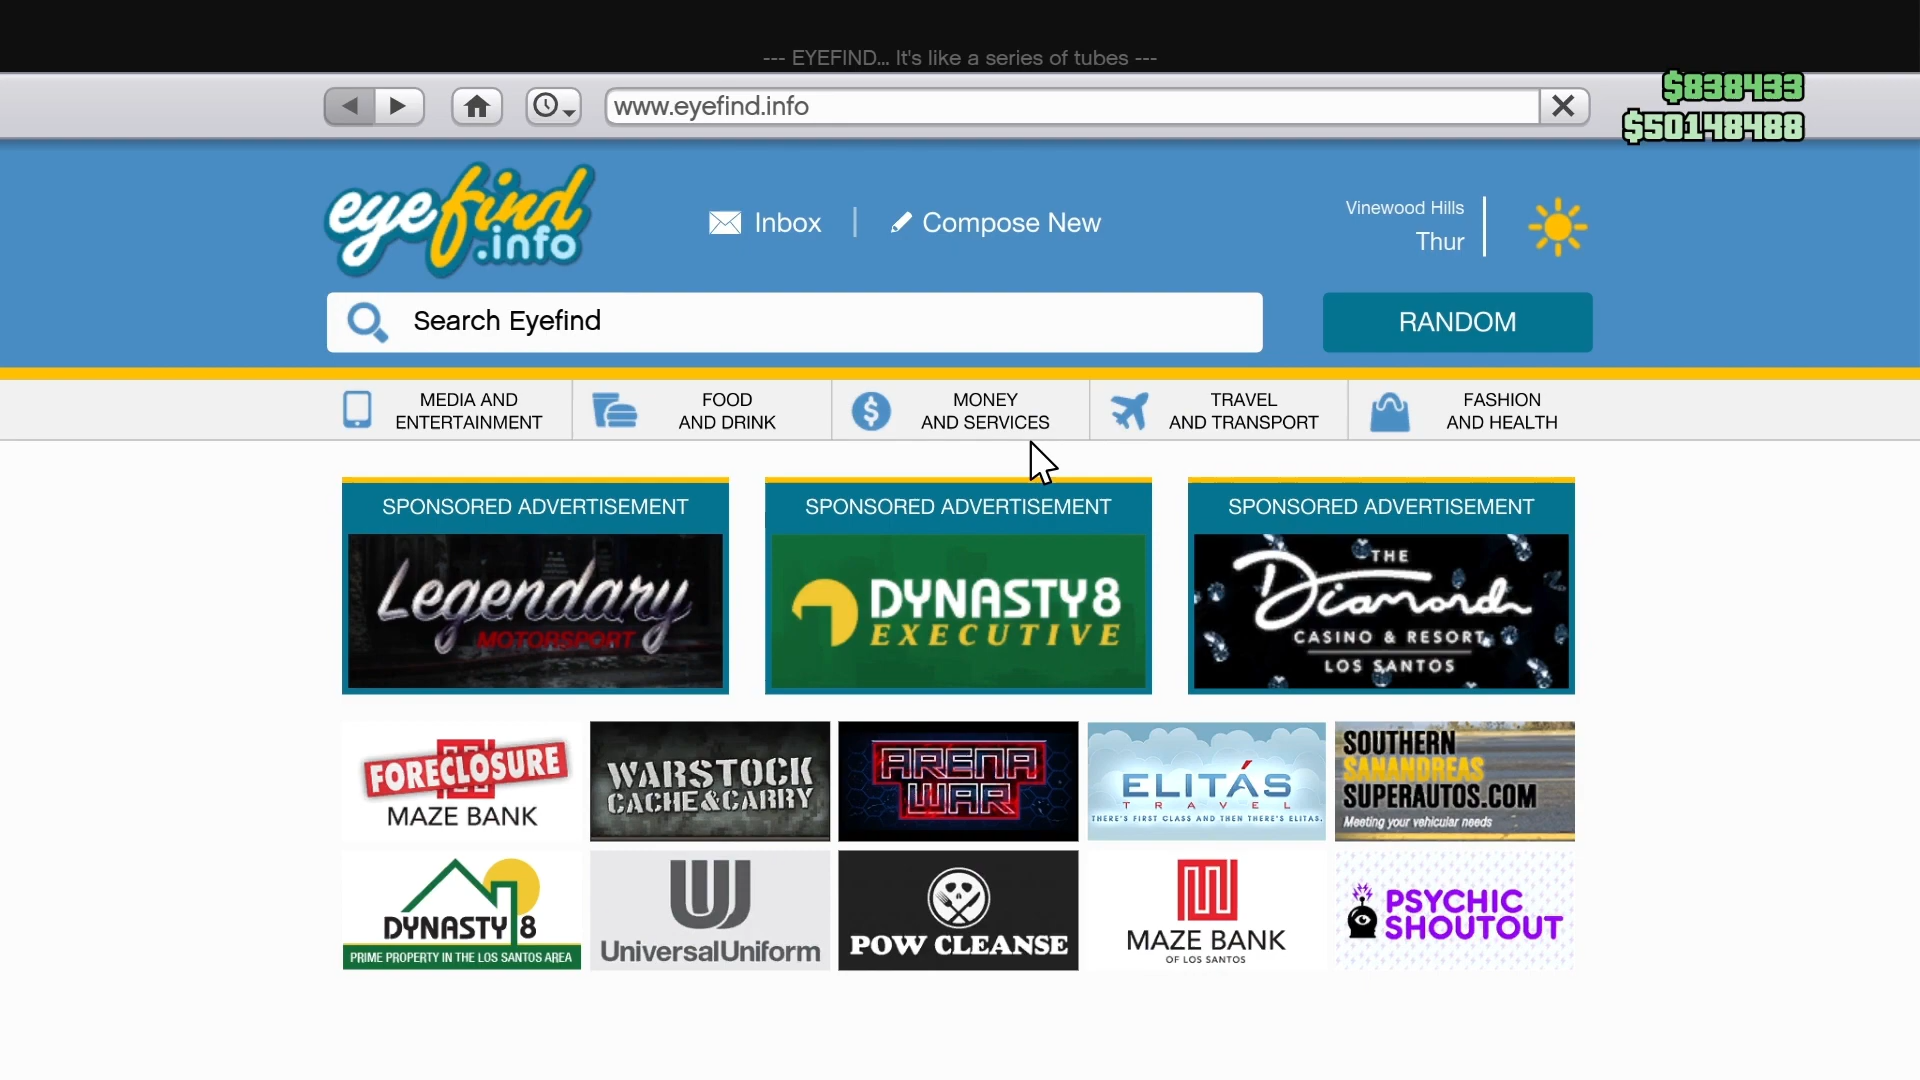 --- EYEFIND... It's like a series of tubes ---
www.eyefind.info
$838433
$50148488
eyefind
.info
Inbox
Compose New
Vinewood Hills
Thur
Search Eyefind
RANDOM
MEDIA AND
ENTERTAINMENT
FOOD
AND DRINK
MONEY
AND SERVICES
TRAVEL
AND TRANSPORT
FASHION
AND HEALTH
SPONSORED ADVERTISEMENT
Legendary
MOTORSPORT
SPONSORED ADVERTISEMENT
DYNASTY8
EXECUTIVE
SPONSORED ADVERTISEMENT
THE
Diamond
CASINO & RESORT
LOS SANTOS
FORECLOSURE
MAZE BANK
WARSTOCK
CACHE&CARRY
ARENA
WAR
ELITÁS
TRAVEL
THERE'S FIRST CLASS AND THEN THERE'S ELITAS.
SOUTHERN
SANANDREAS
SUPERAUTOS.COM
Meeting your vehicular needs
DYNASTY 8
PRIME PROPERTY IN THE LOS SANTOS AREA
UniversalUniform
POW CLEANSE
MAZE BANK
OF LOS SANTOS
PSYCHIC
SHOUTOUT